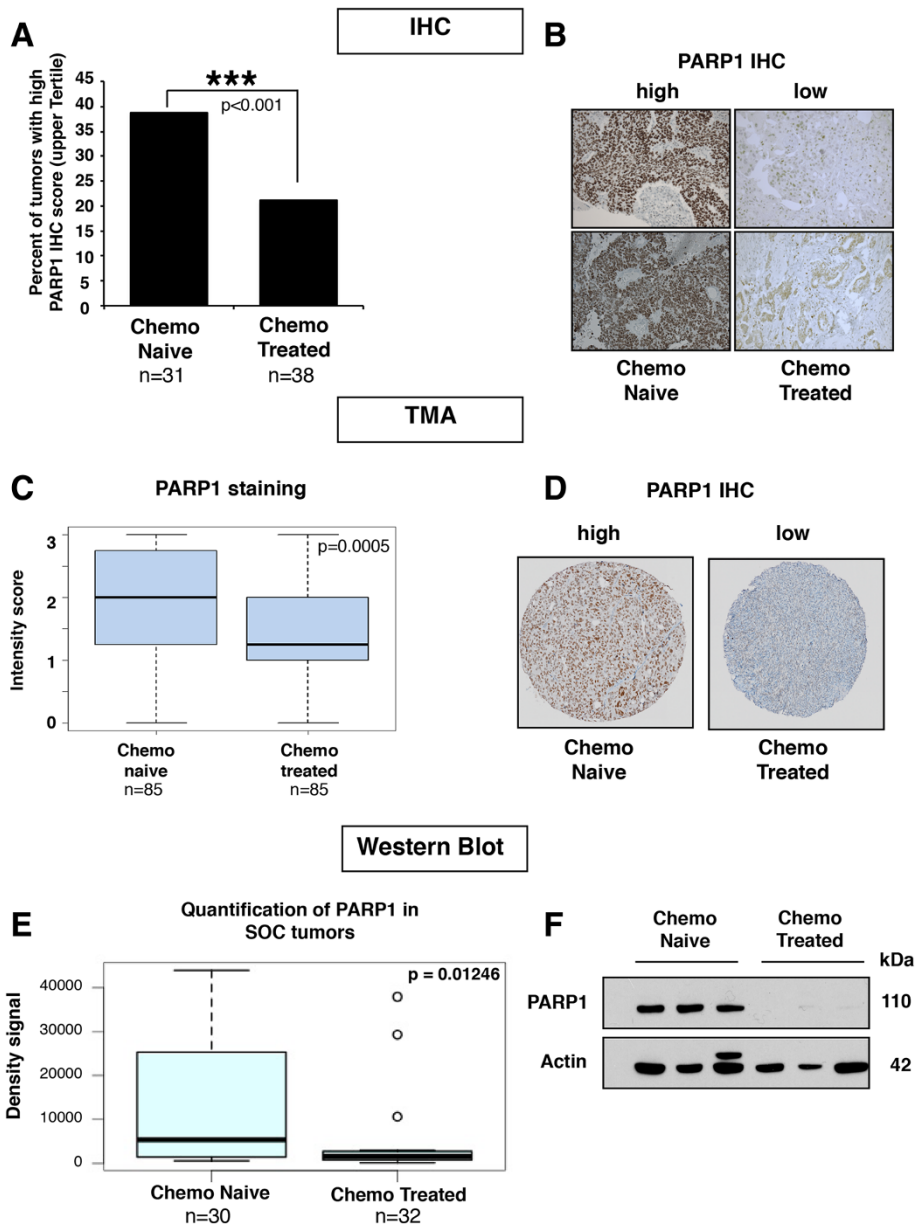 IHC
A
Percent of tumors with high
PARP1 IHC score (upper Tertile)
45
40
35
30
25
20
15
10
5
0
***
p<0.001
Chemo
Naive
n=31
Chemo
Treated
n=38
B
PARP1 IHC
high
low
Chemo
Naive
Chemo
Treated
TMA
C
PARP1 staining
Intensity score
3
2
1
0
p=0.0005
Chemo
naive
n=85
Chemo
treated
n=85
D
PARP1 IHC
high
low
Chemo
Naive
Chemo
Treated
Western Blot
E
Quantification of PARP1 in
SOC tumors
Density signal
40000
30000
20000
10000
0
p = 0.01246
Chemo Naive
n=30
Chemo Treated
n=32
F
Chemo
Naive
Chemo
Treated
kDa
PARP1
110
Actin
42